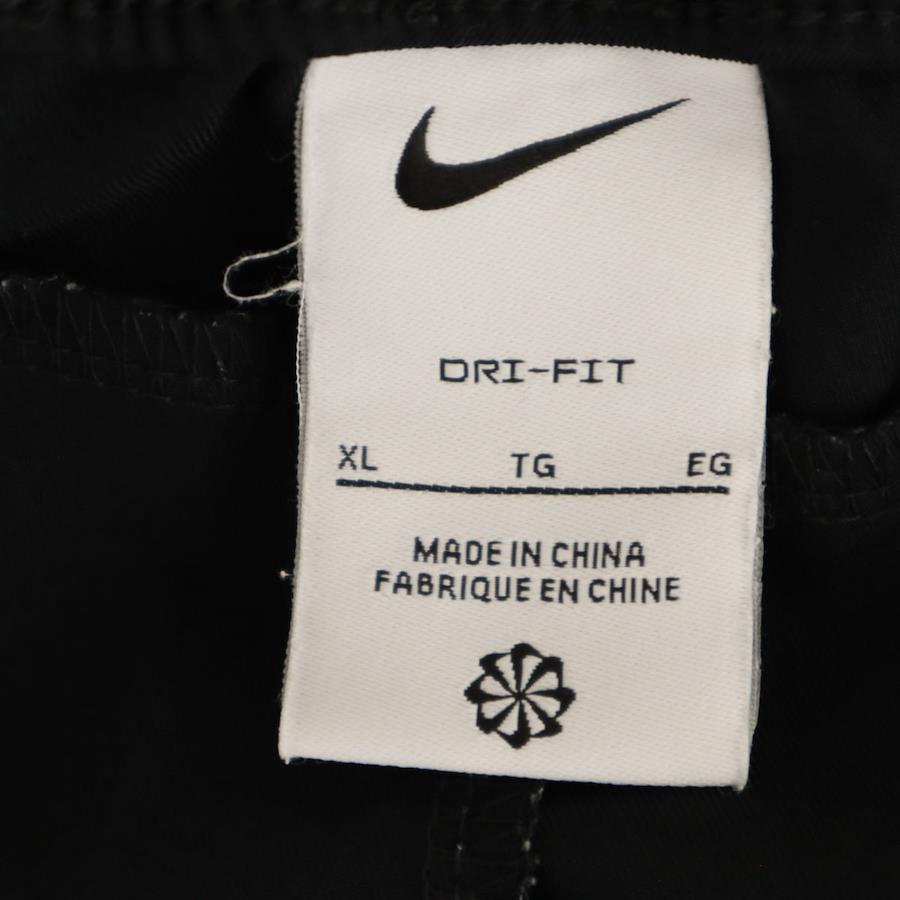 DRI-FIT
XL TG EG
MADE IN CHINA
FABRIQUE EN CHINE